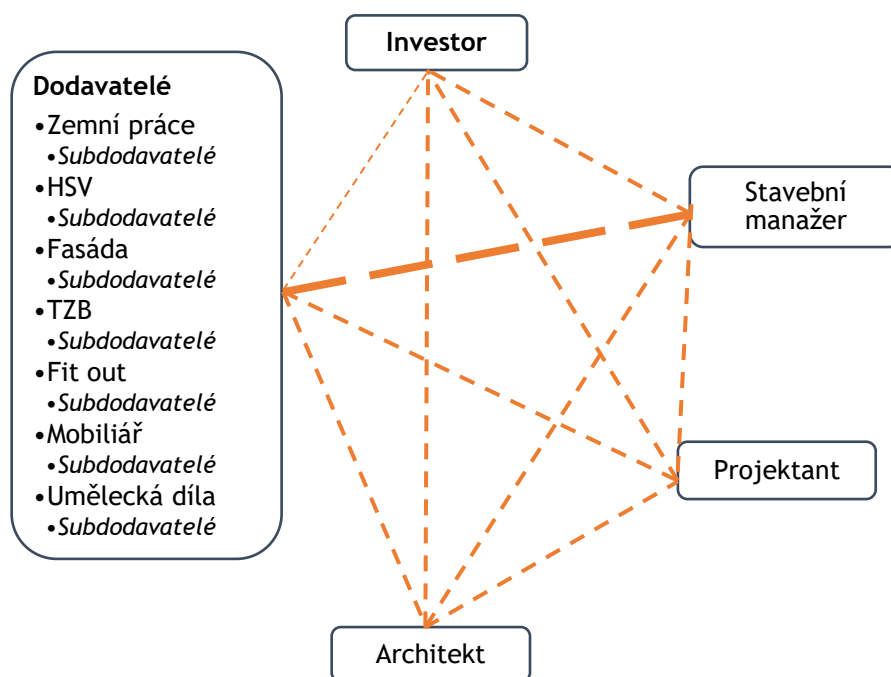 Investor
Dodavatelé
•Zemní práce
•Subdodavatelé
•HSV
•Subdodavatelé
•Fasáda
•Subdodavatelé
•TZB
•Subdodavatelé
•Fit out
•Subdodavatelé
•Mobiliář
•Subdodavatelé
•Umělecká díla
•Subdodavatelé
Stavební
manažer
Projektant
Architekt